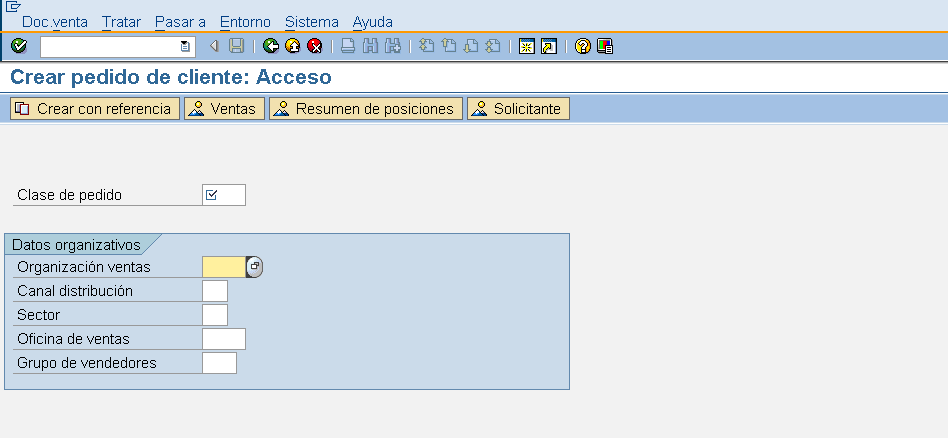 Doc.venta Tratar Pasar a Entorno Sistema Ayuda
Crear pedido de cliente: Acceso
Crear con referencia Ventas Resumen de posiciones Solicitante
Clase de pedido
Datos organizativos
Organización ventas
Canal distribución
Sector
Oficina de ventas
Grupo de vendedores